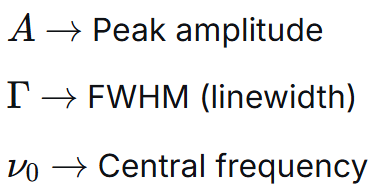 A → Peak amplitude
Γ → FWHM (linewidth)
ν₀ → Central frequency